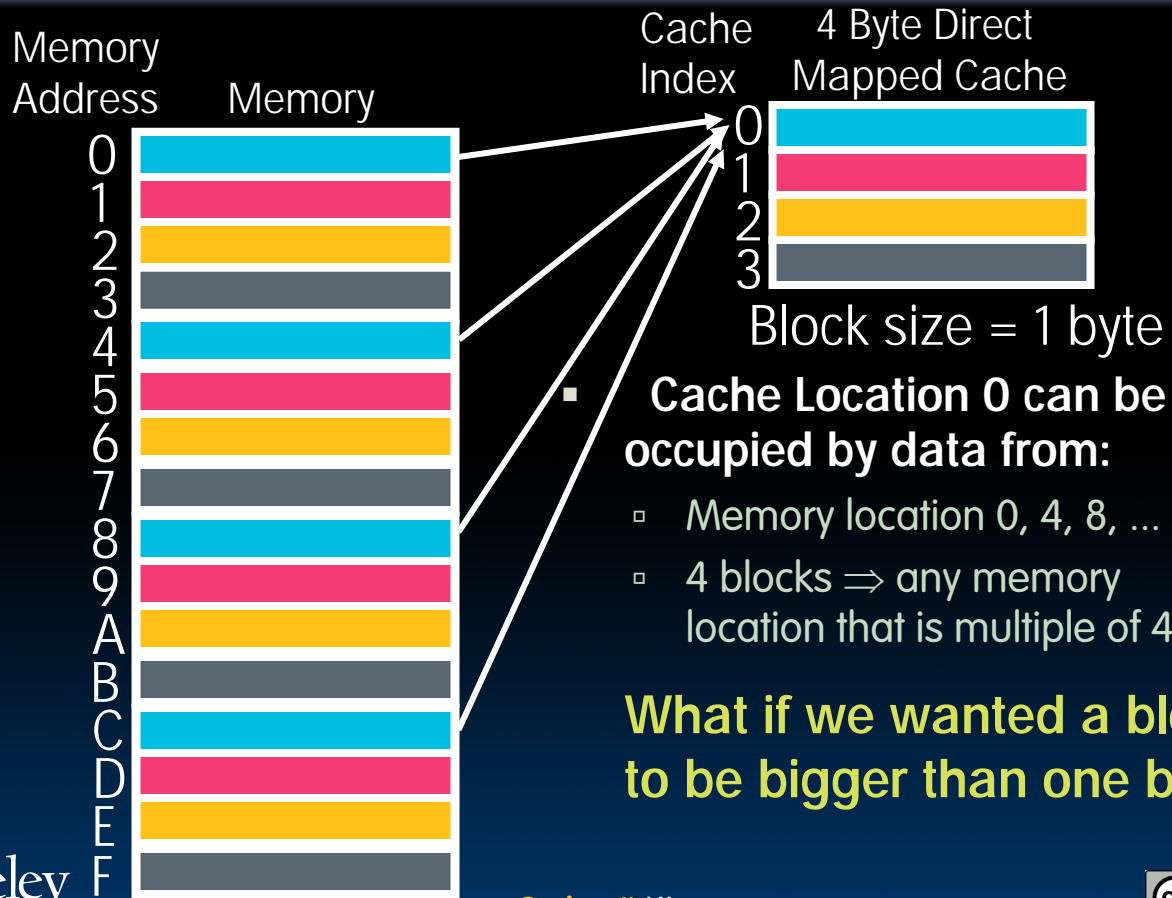 Memory
Address
Memory
0
1
2
3
4
5
6
7
8
9
A
B
C
D
E
F
Cache
Index
4 Byte Direct
Mapped Cache
0
1
2
3
Block size = 1 byte
Cache Location 0 can be
occupied by data from:
Memory location 0, 4, 8, ...
4 blocks ⇒ any memory
location that is multiple of 4
What if we wanted a blo
to be bigger than one b
eley